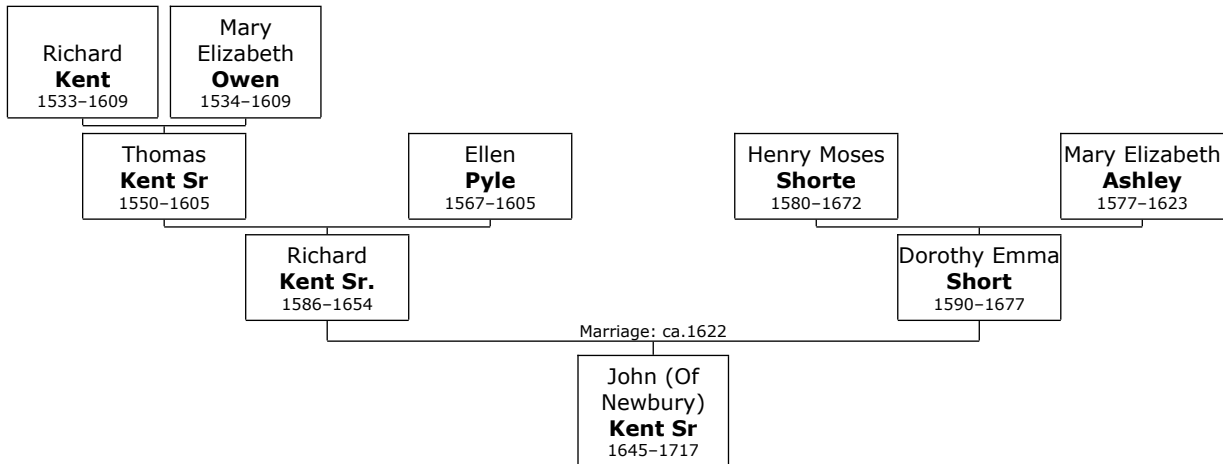 Richard
Kent
1533–1609
Mary
Elizabeth
Owen
1534–1609
Thomas
Kent Sr
1550–1605
Ellen
Pyle
1567–1605
Henry Moses
Shorte
1580–1672
Mary Elizabeth
Ashley
1577–1623
Richard
Kent Sr.
1586–1654
Dorothy Emma
Short
1590–1677
Marriage: ca.1622
John (Of
Newbury)
Kent Sr
1645–1717